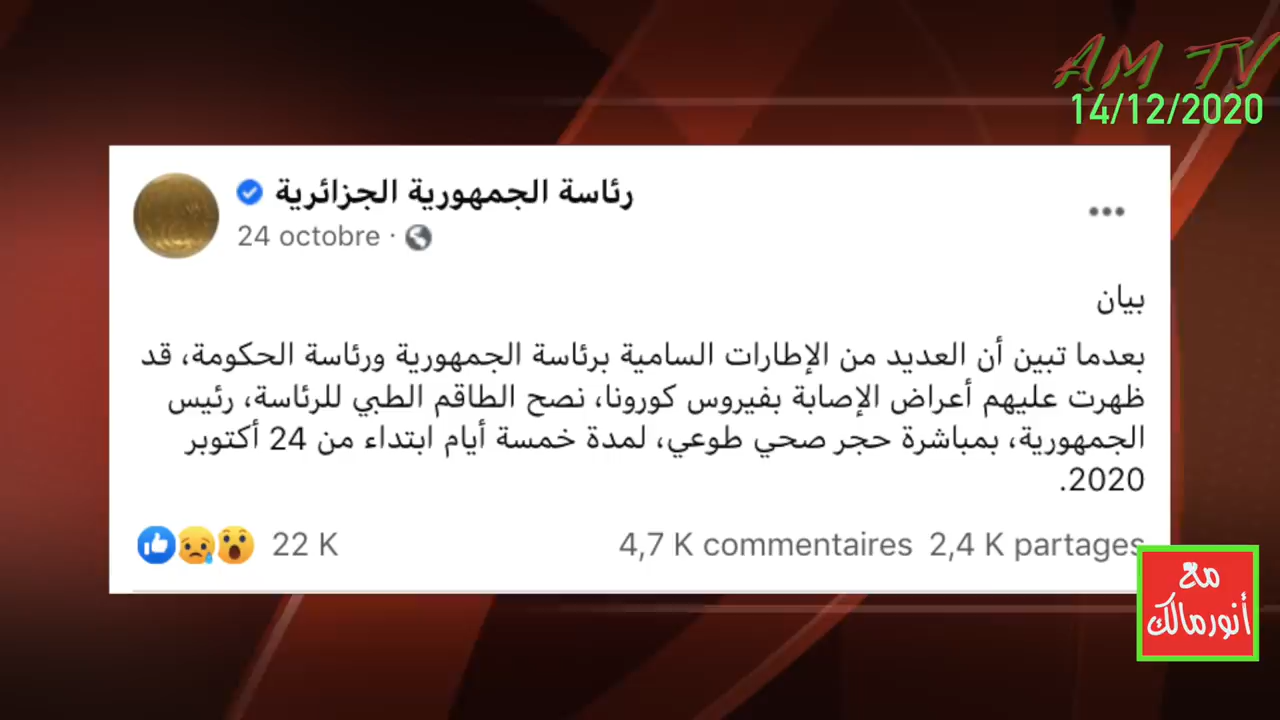 AM TV
14/12/2020
رئاسة الجمهورية الجزائرية
24 octobre ·
بيان
بعدما تبين أن العديد من الإطارات السامية برئاسة الجمهورية ورئاسة الحكومة، قد
ظهرت عليهم أعراض الإصابة بفيروس كورونا، نصح الطاقم الطبي للرئاسة، رئيس
الجمهورية، بمباشرة حجر صحي طوعي، لمدة خمسة أيام ابتداء من 24 أكتوبر
2020.
22 K
4,7 K commentaires 2,4 K partages
مع
أنورمالك